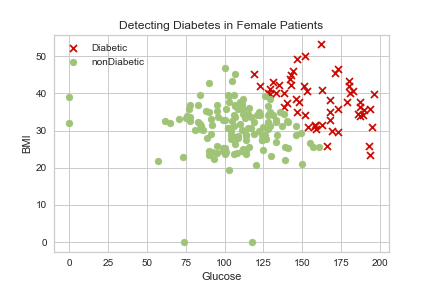 Detecting Diabetes in Female Patients
Diabetic
nonDiabetic
50
40
30
20
10
0
BMI
0 25 50 75 100 125 150 175 200
Glucose